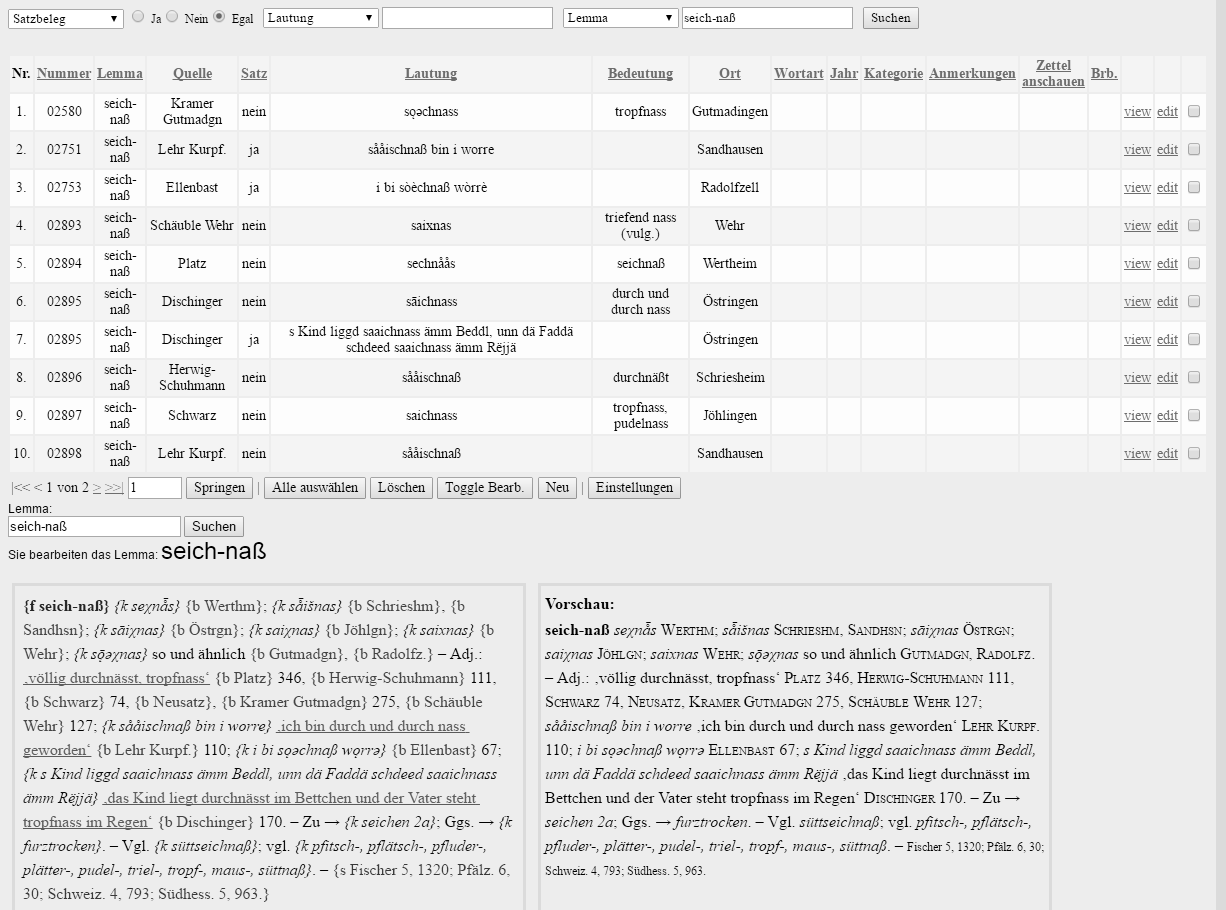 Satzbeleg Ja Nein Egal Lautung Lemma seich-naß Suchen
Nr. Nummer Lemma Quelle Satz Lautung Bedeutung Ort Wortart Jahr Kategorie Anmerkungen Zettel anschauen Brb.
1. 02580 seich-naß Kramer Gutmadgn nein sǫəchnass tropfnass Gutmadingen view edit
2. 02751 seich-naß Lehr Kurpf. ja sååischnaß bin i worre Sandhausen view edit
3. 02753 seich-naß Ellenbast ja i bi sòèchnaß wòrrè Radolfzell view edit
4. 02893 seich-naß Schäuble Wehr nein saixnas triefend nass (vulg.) Wehr view edit
5. 02894 seich-naß Platz nein sechnåås seichnaß Wertheim view edit
6. 02895 seich-naß Dischinger nein sāichnass durch und durch nass Östringen view edit
7. 02895 seich-naß Dischinger ja s Kind liggd saaichnass ämm Beddl, unn dä Faddä schdeed saaichnass ämm Rëjjä Östringen view edit
8. 02896 seich-naß Herwig-Schuhmann nein sååischnaß durchnäßt Schriesheim view edit
9. 02897 seich-naß Schwarz nein saichnass tropfnass, pudelnass Jöhlingen view edit
10. 02898 seich-naß Lehr Kurpf. nein sååischnaß Sandhausen view edit
|<< < 1 von 2 > >>| 1 Springen | Alle auswählen Löschen Toggle Bearb. Neu | Einstellungen
Lemma:
seich-naß Suchen
Sie bearbeiten das Lemma: seich-naß
{f seich-naß} {k seχnå̄s} {b Werthm}; {k så̄išnas} {b Schrieshm}, {b
Sandhsn}; {k sāiχnas} {b Östrgn}; {k saiχnas} {b Jöhlgn}; {k saixnas} {b
Wehr}; {k sǭəχnas} so und ähnlich {b Gutmadgn}, {b Radolfz.} – Adj.:
‚völlig durchnässt, tropfnass‘ {b Platz} 346, {b Herwig-Schuhmann} 111,
{b Schwarz} 74, {b Neusatz}, {b Kramer Gutmadgn} 275, {b Schäuble
Wehr} 127; {k sååischnaß bin i worre} ‚ich bin durch und durch nass
geworden‘ {b Lehr Kurpf.} 110; {k i bi sǫəchnaß wǫrrə} {b Ellenbast} 67;
{k s Kind liggd saaichnass ämm Beddl, unn dä Faddä schdeed saaichnass
ämm Rëjjä} ‚das Kind liegt durchnässt im Bettchen und der Vater steht
tropfnass im Regen‘ {b Dischinger} 170. – Zu → {k seichen 2a}; Ggs. → {k
furztrocken}. – Vgl. {k süttseichnaß}; vgl. {k pfitsch-, pflätsch-, pfluder-,
plätter-, pudel-, triel-, tropf-, maus-, süttnaß}. – {s Fischer 5, 1320; Pfälz. 6,
30; Schweiz. 4, 793; Südhess. 5, 963.}
Vorschau:
seich-naß seχnå̄s Werthm; så̄išnas Schrieshm, Sandhsn; sāiχnas Östrgn;
saiχnas Jöhlgn; saixnas Wehr; sǭəχnas so und ähnlich Gutmadgn, Radolfz.
– Adj.: ‚völlig durchnässt, tropfnass‘ Platz 346, Herwig-Schuhmann 111,
Schwarz 74, Neusatz, Kramer Gutmadgn 275, Schäuble Wehr 127;
sååischnaß bin i worre ‚ich bin durch und durch nass geworden‘ Lehr Kurpf.
110; i bi sǫəchnaß wǫrrə Ellenbast 67; s Kind liggd saaichnass ämm Beddl,
unn dä Faddä schdeed saaichnass ämm Rëjjä ‚das Kind liegt durchnässt im
Bettchen und der Vater steht tropfnass im Regen‘ Dischinger 170. – Zu →
seichen 2a; Ggs. → furztrocken. – Vgl. süttseichnaß; vgl. pfitsch-, pflätsch-,
pfluder-, plätter-, pudel-, triel-, tropf-, maus-, süttnaß. – Fischer 5, 1320; Pfälz. 6, 30;
Schweiz. 4, 793; Südhess. 5, 963.